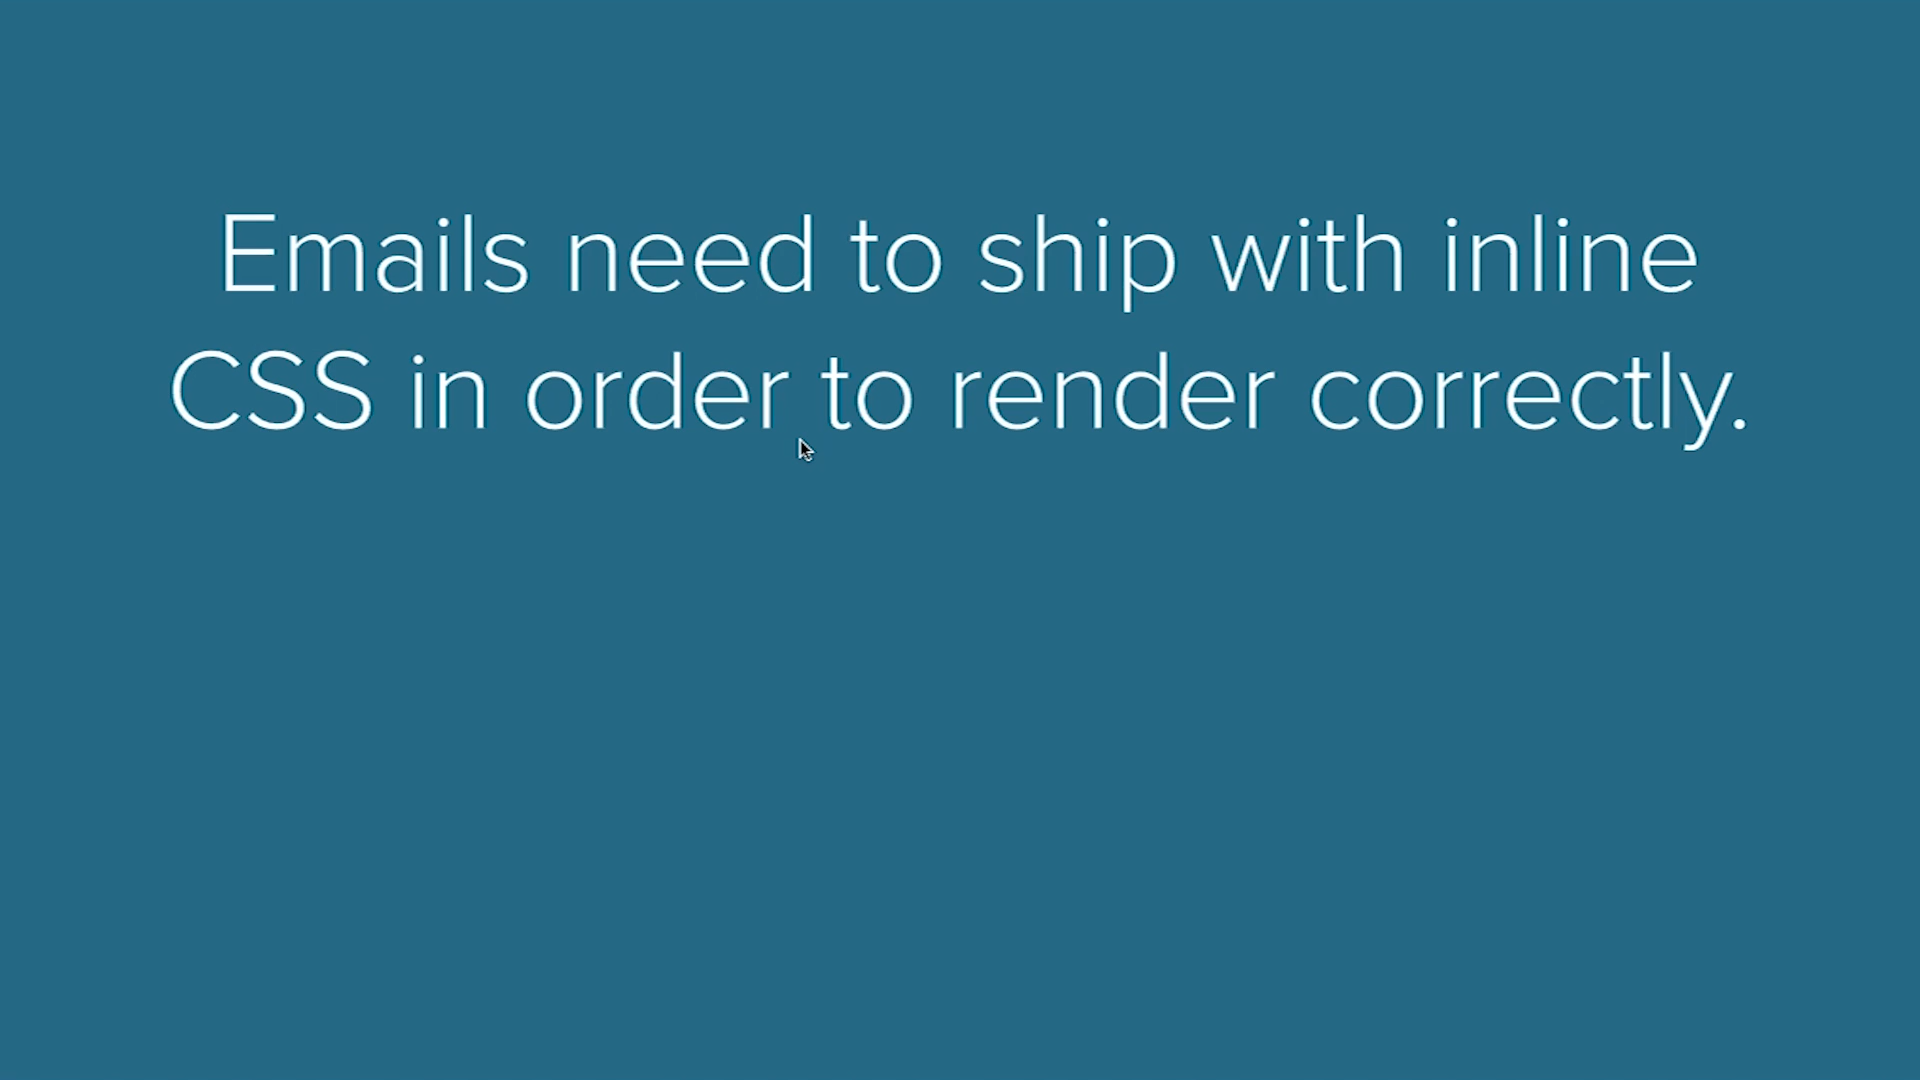 Emails need to ship with inline
CSS in order to render correctly.